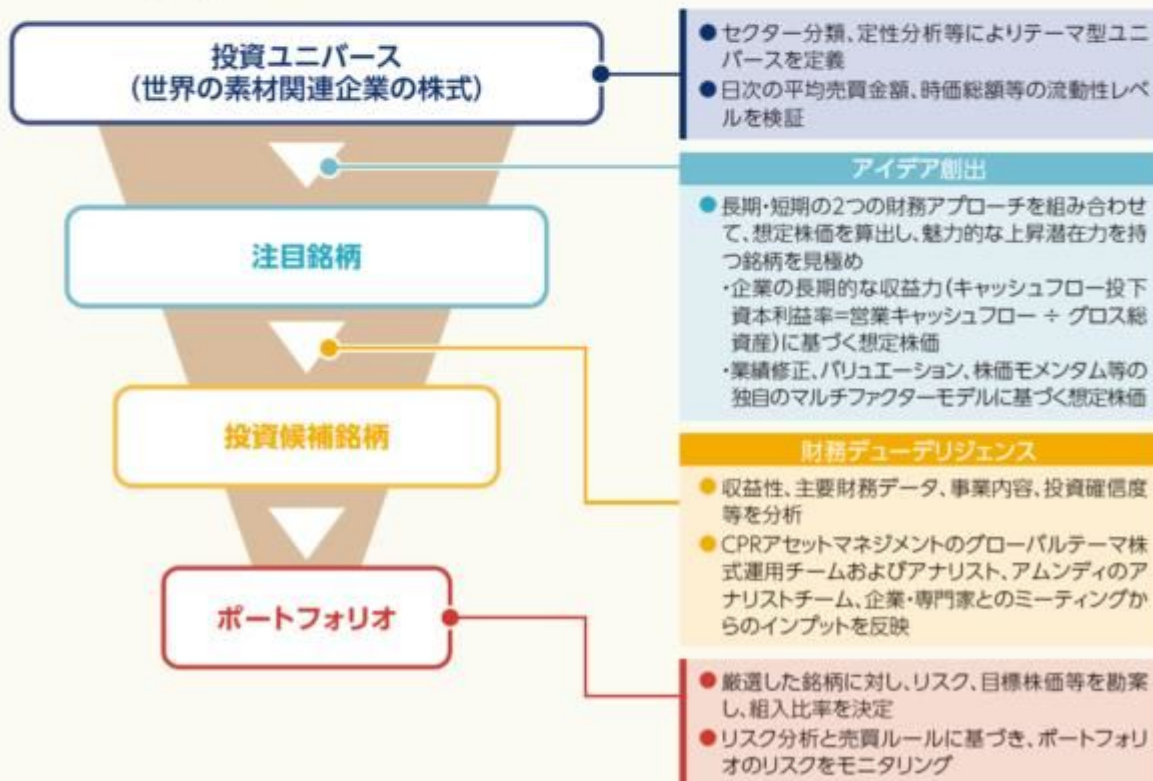 投資ユニバース
(世界の素材関連企業の株式)
●セクター分類、定性分析等によりテーマ型ユニ
バースを定義
●日次の平均売買金額、時価総額等の流動性レベ
ルを検証
アイデア創出
●長期・短期の2つの財務アプローチを組み合わせ
て、想定株価を算出し、魅力的な上昇潜在力を持
つ銘柄を見極め
・企業の長期的な収益力(キャッシュフロー投下
資本利益率=営業キャッシュフロー ÷ グロス総
資産)に基づく想定株価
・業績修正、バリュエーション、株価モメンタム等の
独自のマルチファクターモデルに基づく想定株価
注目銘柄
財務デューデリジェンス
●収益性、主要財務データ、事業内容、投資確信度
等を分析
●CPRアセットマネジメントのグローバルテーマ株
式運用チームおよびアナリスト、アムンディのア
ナリストチーム、企業・専門家とのミーティングか
らのインプットを反映
投資候補銘柄
ポートフォリオ
●厳選した銘柄に対し、リスク、目標株価等を勘案
し、組入比率を決定
●リスク分析と売買ルールに基づき、ポートフォリ
オのリスクをモニタリング